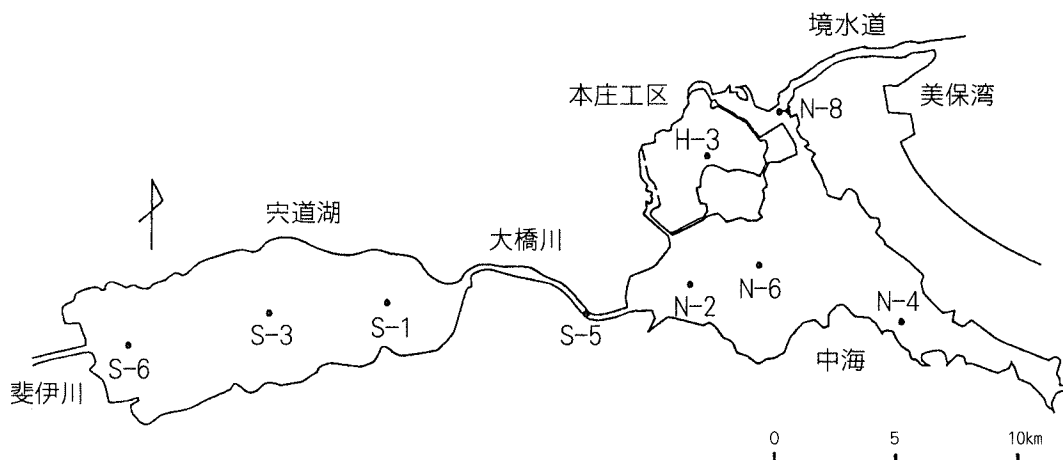 境水道
本庄工区
美保湾
N-8
H-3
宍道湖
大橋川
N-6
N-2
N-4
S-1
S-3
S-5
S-6
中海
斐伊川
0 5 10km